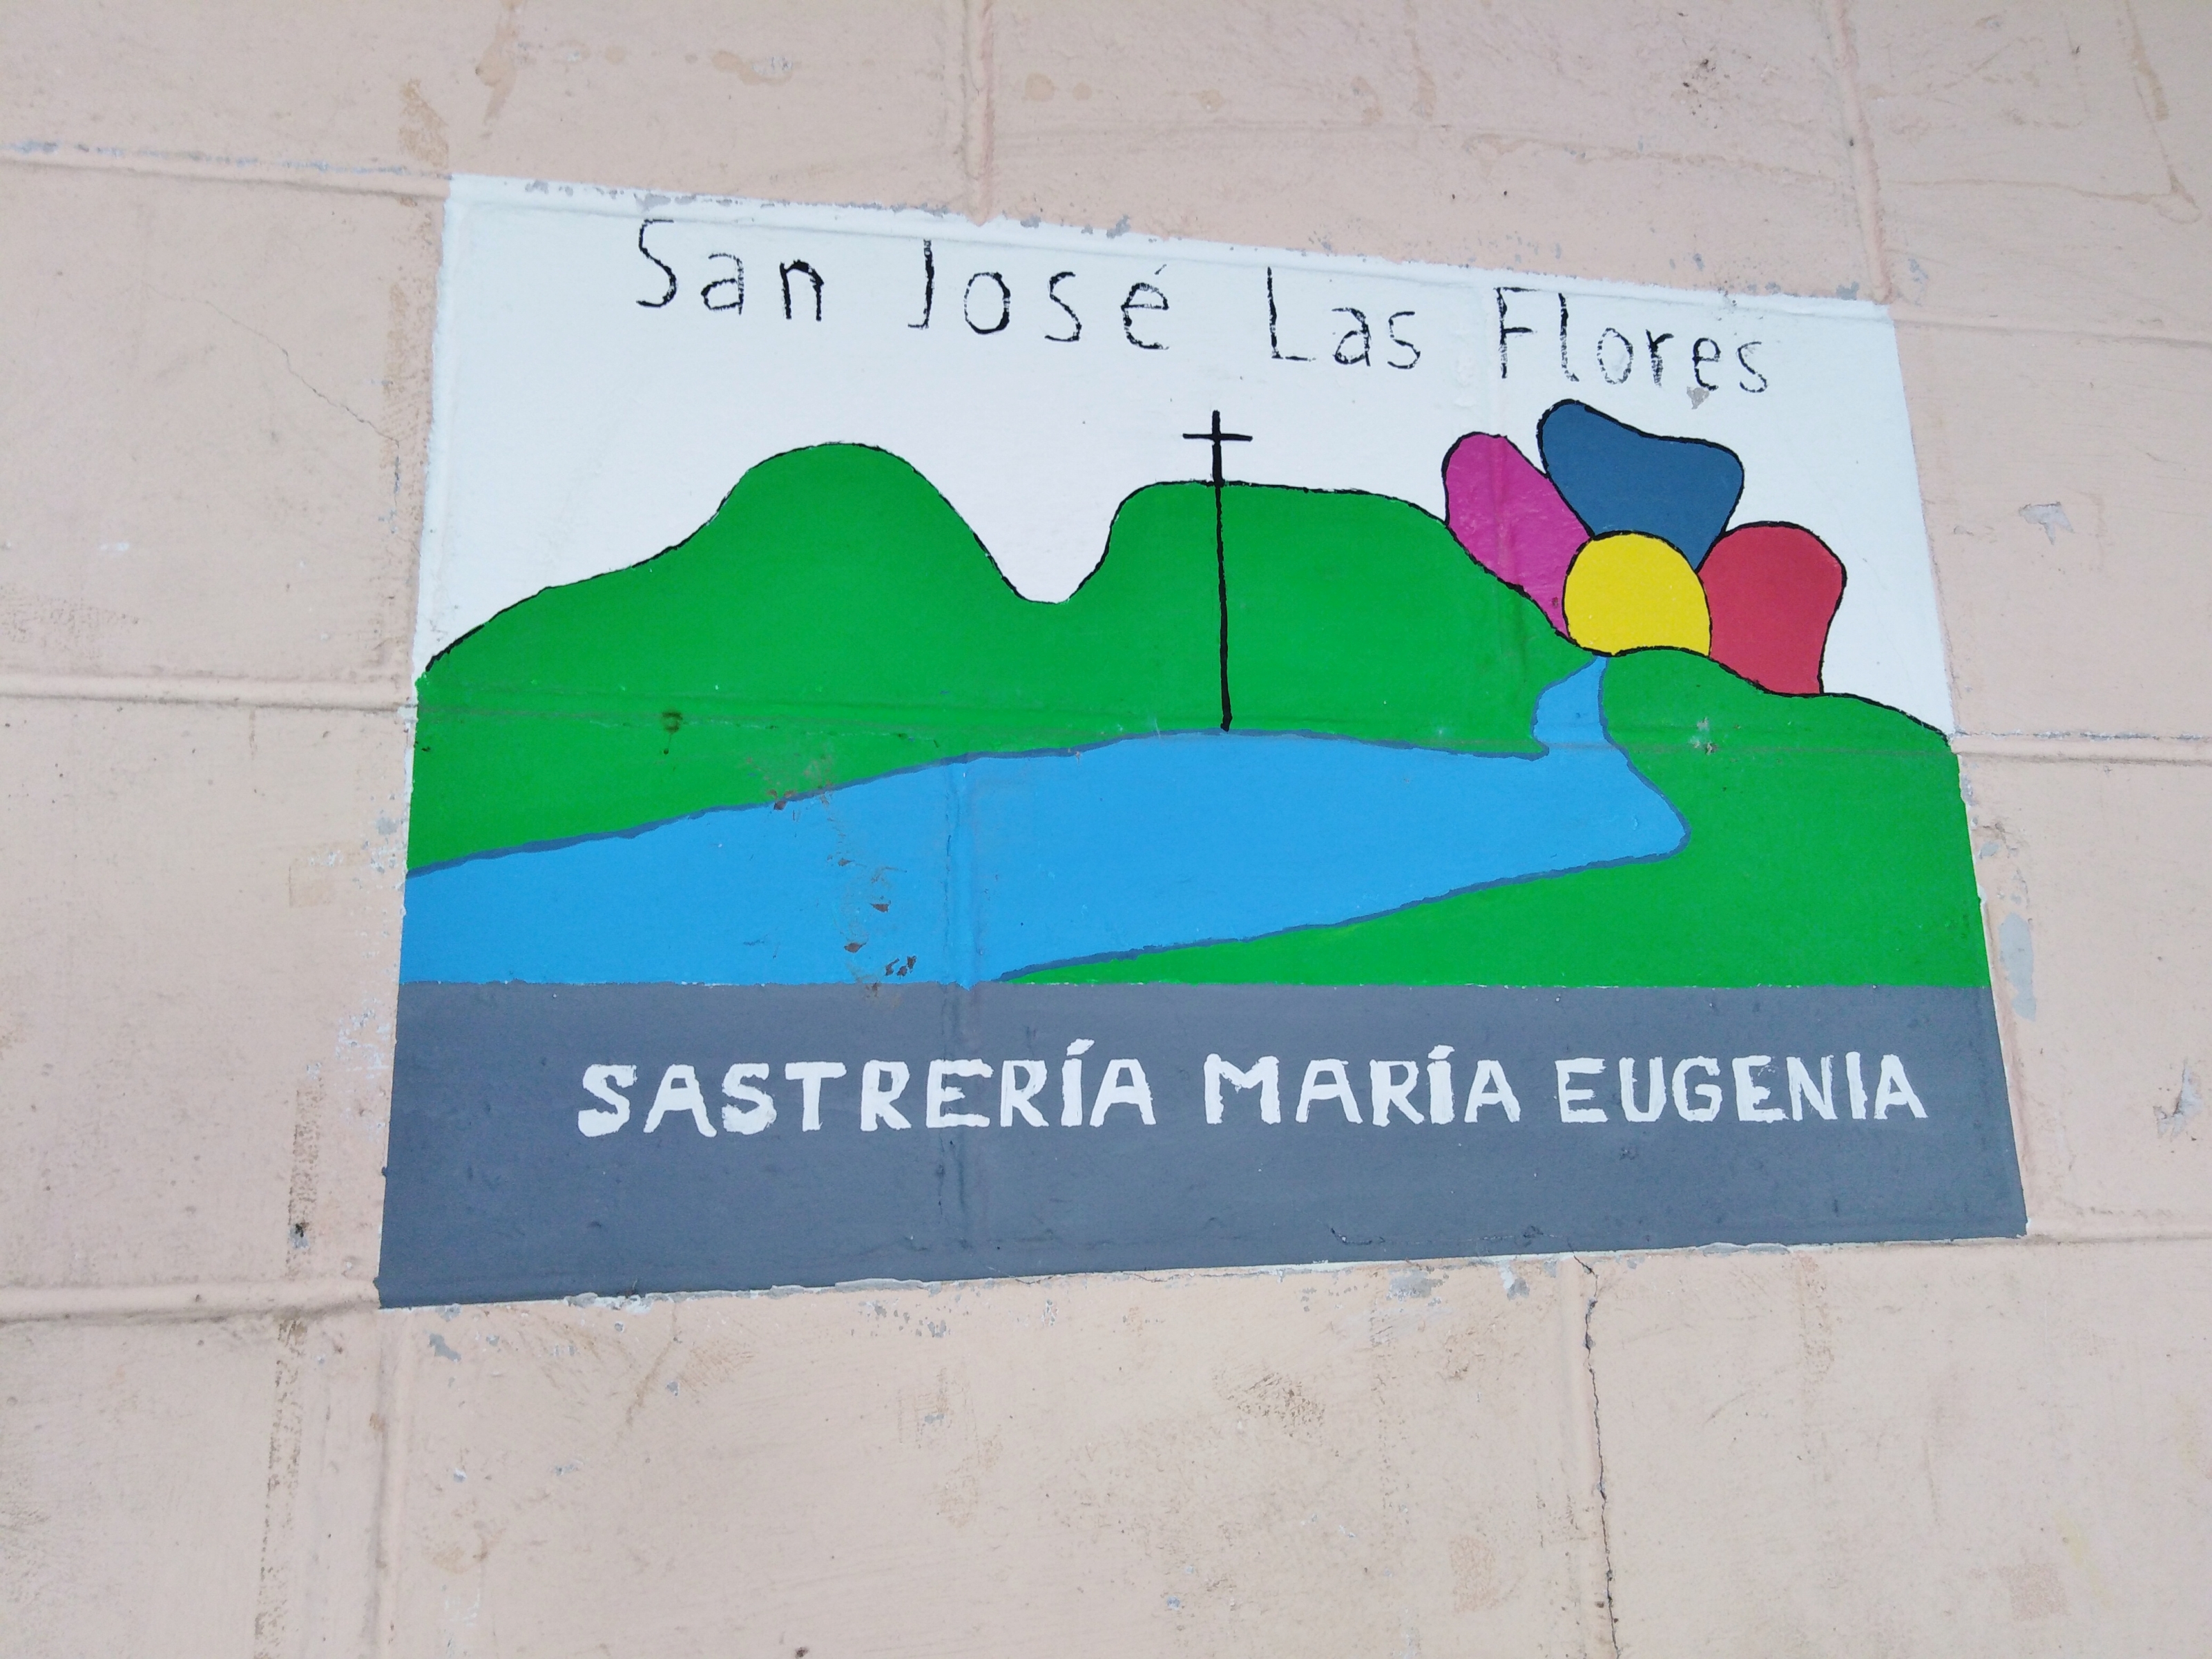 San José Las Flores
SASTRERÍA MARÍA EUGENIA